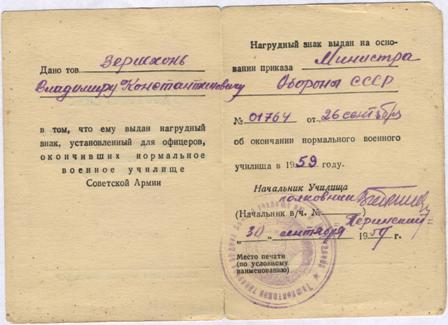 Дано тов
Владимиру Константиновичу
в том, что ему выдан нагрудный
знак, установленный для офицеров,
окончивших нормальное
военное училище
Советской Армии
Нагрудный знак выдан на осно-
вании приказа Министра
Обороны СССР
№ 01764 от 26 сентября
об окончании нормального военного
училища в 1959 году.
Начальник Училища
полковник
(Начальник в/ч. №
„30" сентября 1959 г.
Место печати
(по условному
наименованию)